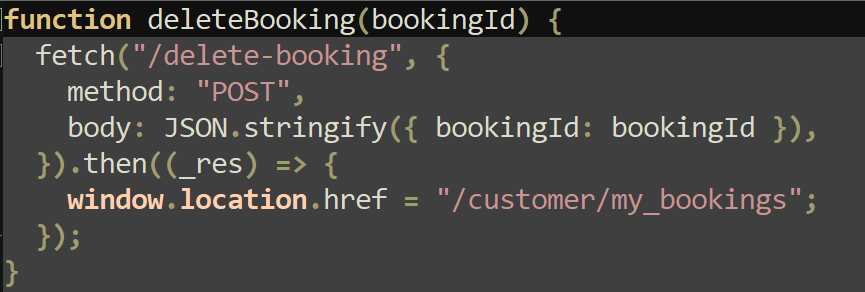 function deleteBooking(bookingId) {
  fetch("/delete-booking", {
    method: "POST",
    body: JSON.stringify({ bookingId: bookingId }),
  }).then((_res) => {
    window.location.href = "/customer/my_bookings";
  });
}